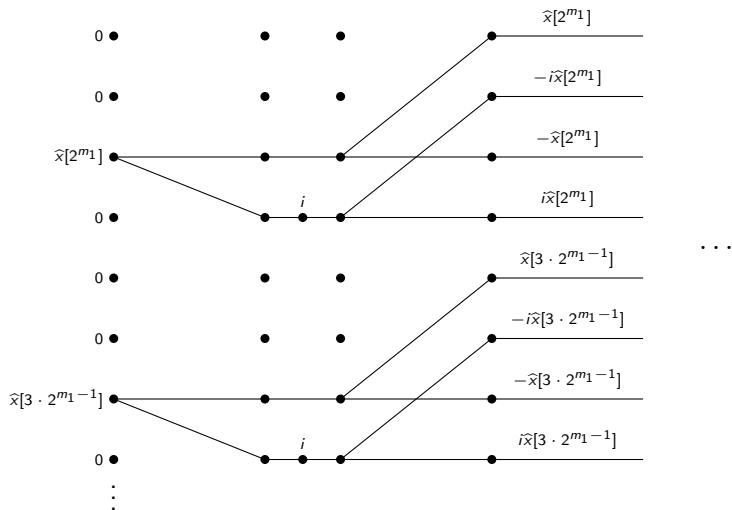 0
x̂[2^{m_1}]
0
−ix̂[2^{m_1}]
x̂[2^{m_1}]
−x̂[2^{m_1}]
0
i
ix̂[2^{m_1}]
...
0
x̂[3 · 2^{m_1−1}]
0
−ix̂[3 · 2^{m_1−1}]
x̂[3 · 2^{m_1−1}]
−x̂[3 · 2^{m_1−1}]
0
i
ix̂[3 · 2^{m_1−1}]
⋮